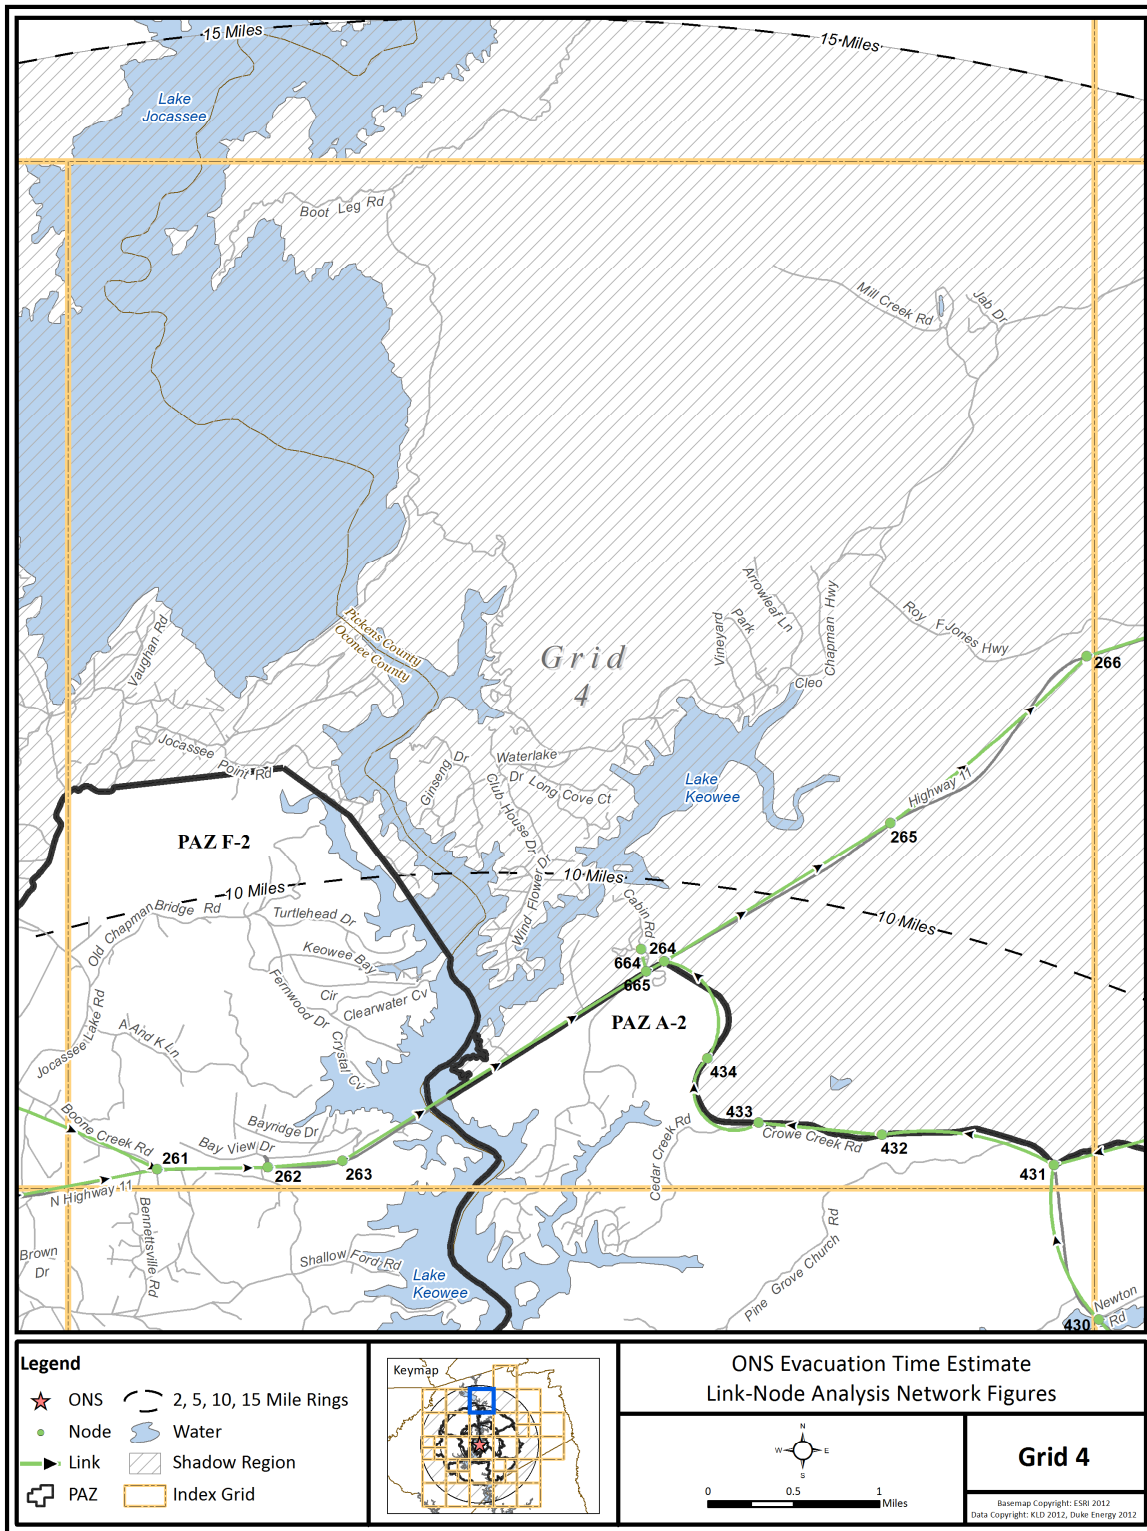 15 Miles
15 Miles
Lake
Jocassee
Boot Leg Rd
Mill Creek Rd
Jab Dr
Vaughan Rd
Pickens County
Oconee County
Grid
4
Arrowleaf Ln
Vineyard
Park
Cleo
Chapman Hwy
Roy F Jones Hwy
266
Jocassee
Point Rd
Ginseng Dr
Waterlake
Dr
Long Cove Ct
Club House Dr
Lake
Keowee
Highway 11
265
PAZ F-2
10 Miles
10 Miles
10 Miles
Wind Flower Dr
Cabin Rd
Old Chapman
Bridge Rd
Turtlehead Dr
Keowee Bay
Cir
Clearwater Cv
Fernwood Dr
Crystal Cv
264
664
665
PAZ A-2
Jocassee Lake Rd
A And K Ln
434
Boone Creek Rd
Bayridge Dr
Bay View Dr
261
262
263
433
Crowe Creek Rd
432
431
Cedar Creek Rd
N Highway 11
Bennettsville Rd
Brown
Dr
Shallow Ford Rd
Lake
Keowee
Pine Grove Church
Rd
Newton
Rd
430
Legend
ONS
2, 5, 10, 15 Mile Rings
Node
Water
Link
Shadow Region
PAZ
Index Grid
Keymap
ONS Evacuation Time Estimate
Link-Node Analysis Network Figures
N
W
E
S
0
0.5
1
Miles
Grid 4
Basemap Copyright: ESRI 2012
Data Copyright: KLD 2012, Duke Energy 2012